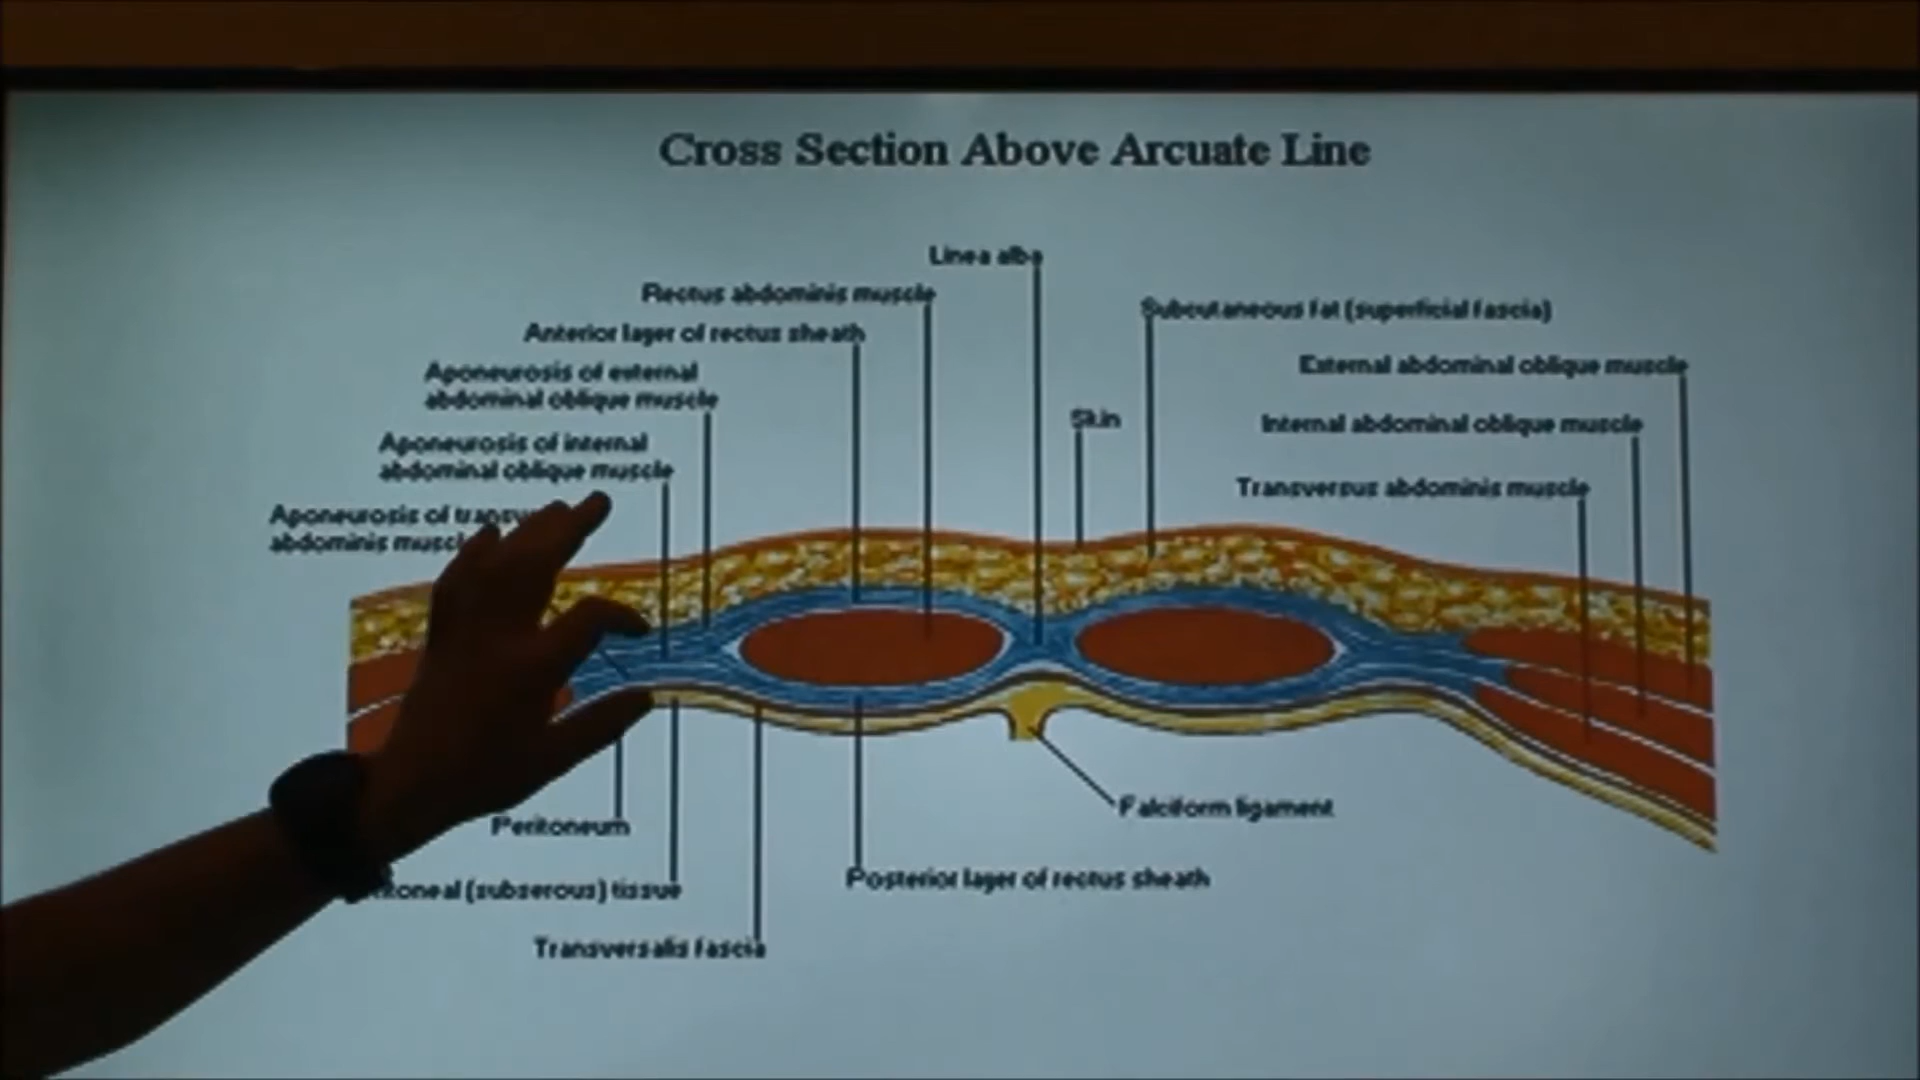 Cross Section Above Arcuate Line
Linea alba
Rectus abdominis muscle
Subcutaneous fat (superficial fascia)
Anterior layer of rectus sheath
Aponeurosis of external
abdominal oblique muscle
External abdominal oblique muscle
Skin
Internal abdominal oblique muscle
Aponeurosis of internal
abdominal oblique muscle
Transversus abdominis muscle
Aponeurosis of
abdominis
Falciform ligament
Peritoneum
Posterior layer of rectus sheath
(subserous) tissue
Transversalis fascia